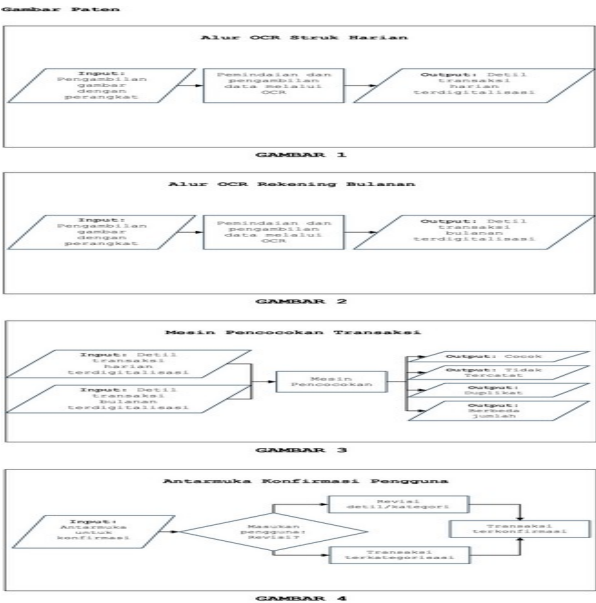 Gambar Paten
Alur OCR Struk Harian
Input:
Pengambilan
gambar
dengan
perangkat
Pemindaian dan
pengambilan
data melalui
OCR
Output: Detil
transaksi
harian
terdigitalisasi
GAMBAR 1
Alur OCR Rekening Bulanan
Input:
Pengambilan
gambar
dengan
perangkat
Pemindaian dan
pengambilan
data melalui
OCR
Output: Detil
transaksi
bulanan
terdigitalisasi
GAMBAR 2
Mesin Pencocokan Transaksi
Input: Detil
transaksi
harian
terdigitalisasi
Input: Detil
transaksi
bulanan
terdigitalisasi
Mesin
Pencocokan
Output: Cocok
Output: Tidak
Tercatat
Output:
Duplikat
Output:
Berbeda
jumlah
GAMBAR 3
Antarmuka Konfirmasi Pengguna
Input:
Antarmuka
untuk
konfirmasi
Masukan
pengguna:
Revisi?
Revisi
detil/kategori
Transaksi
terkategorisasi
Transaksi
terkonfirmasi
GAMBAR 4